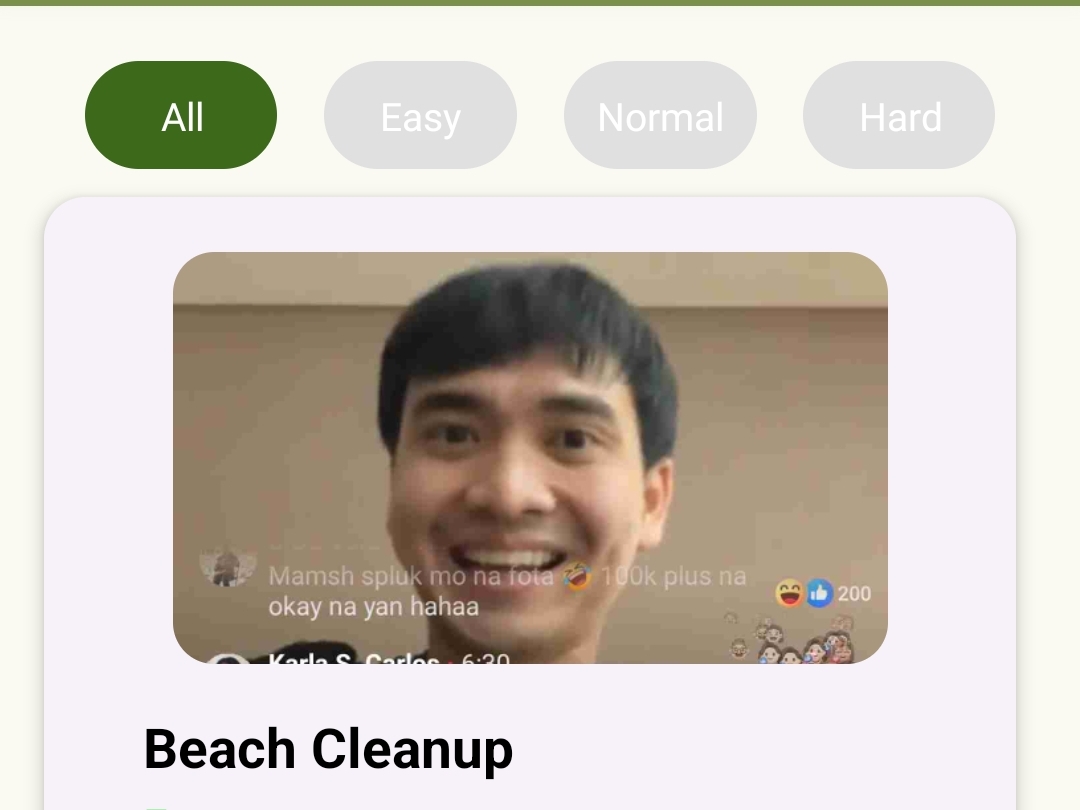 All
Easy
Normal
Hard
Mamsh spluk mo na fota 🤣 100k plus na
okay na yan hahaa
200
Karla S. Carlos · 6:30
Beach Cleanup